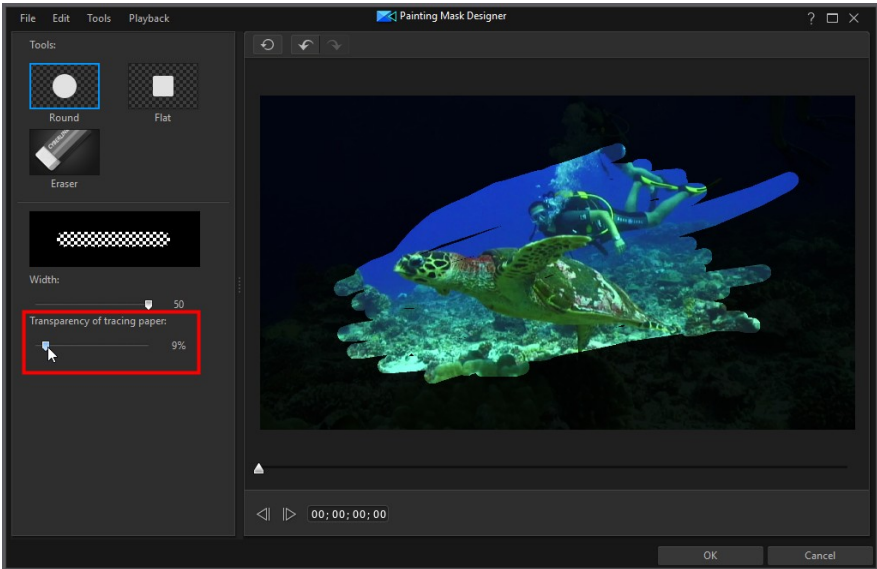 Painting Mask Designer
File Edit Tools Playback
Tools:
Round Flat
Eraser
Width:
50
Transparency of tracing paper:
9%
00;00;00;00
OK Cancel